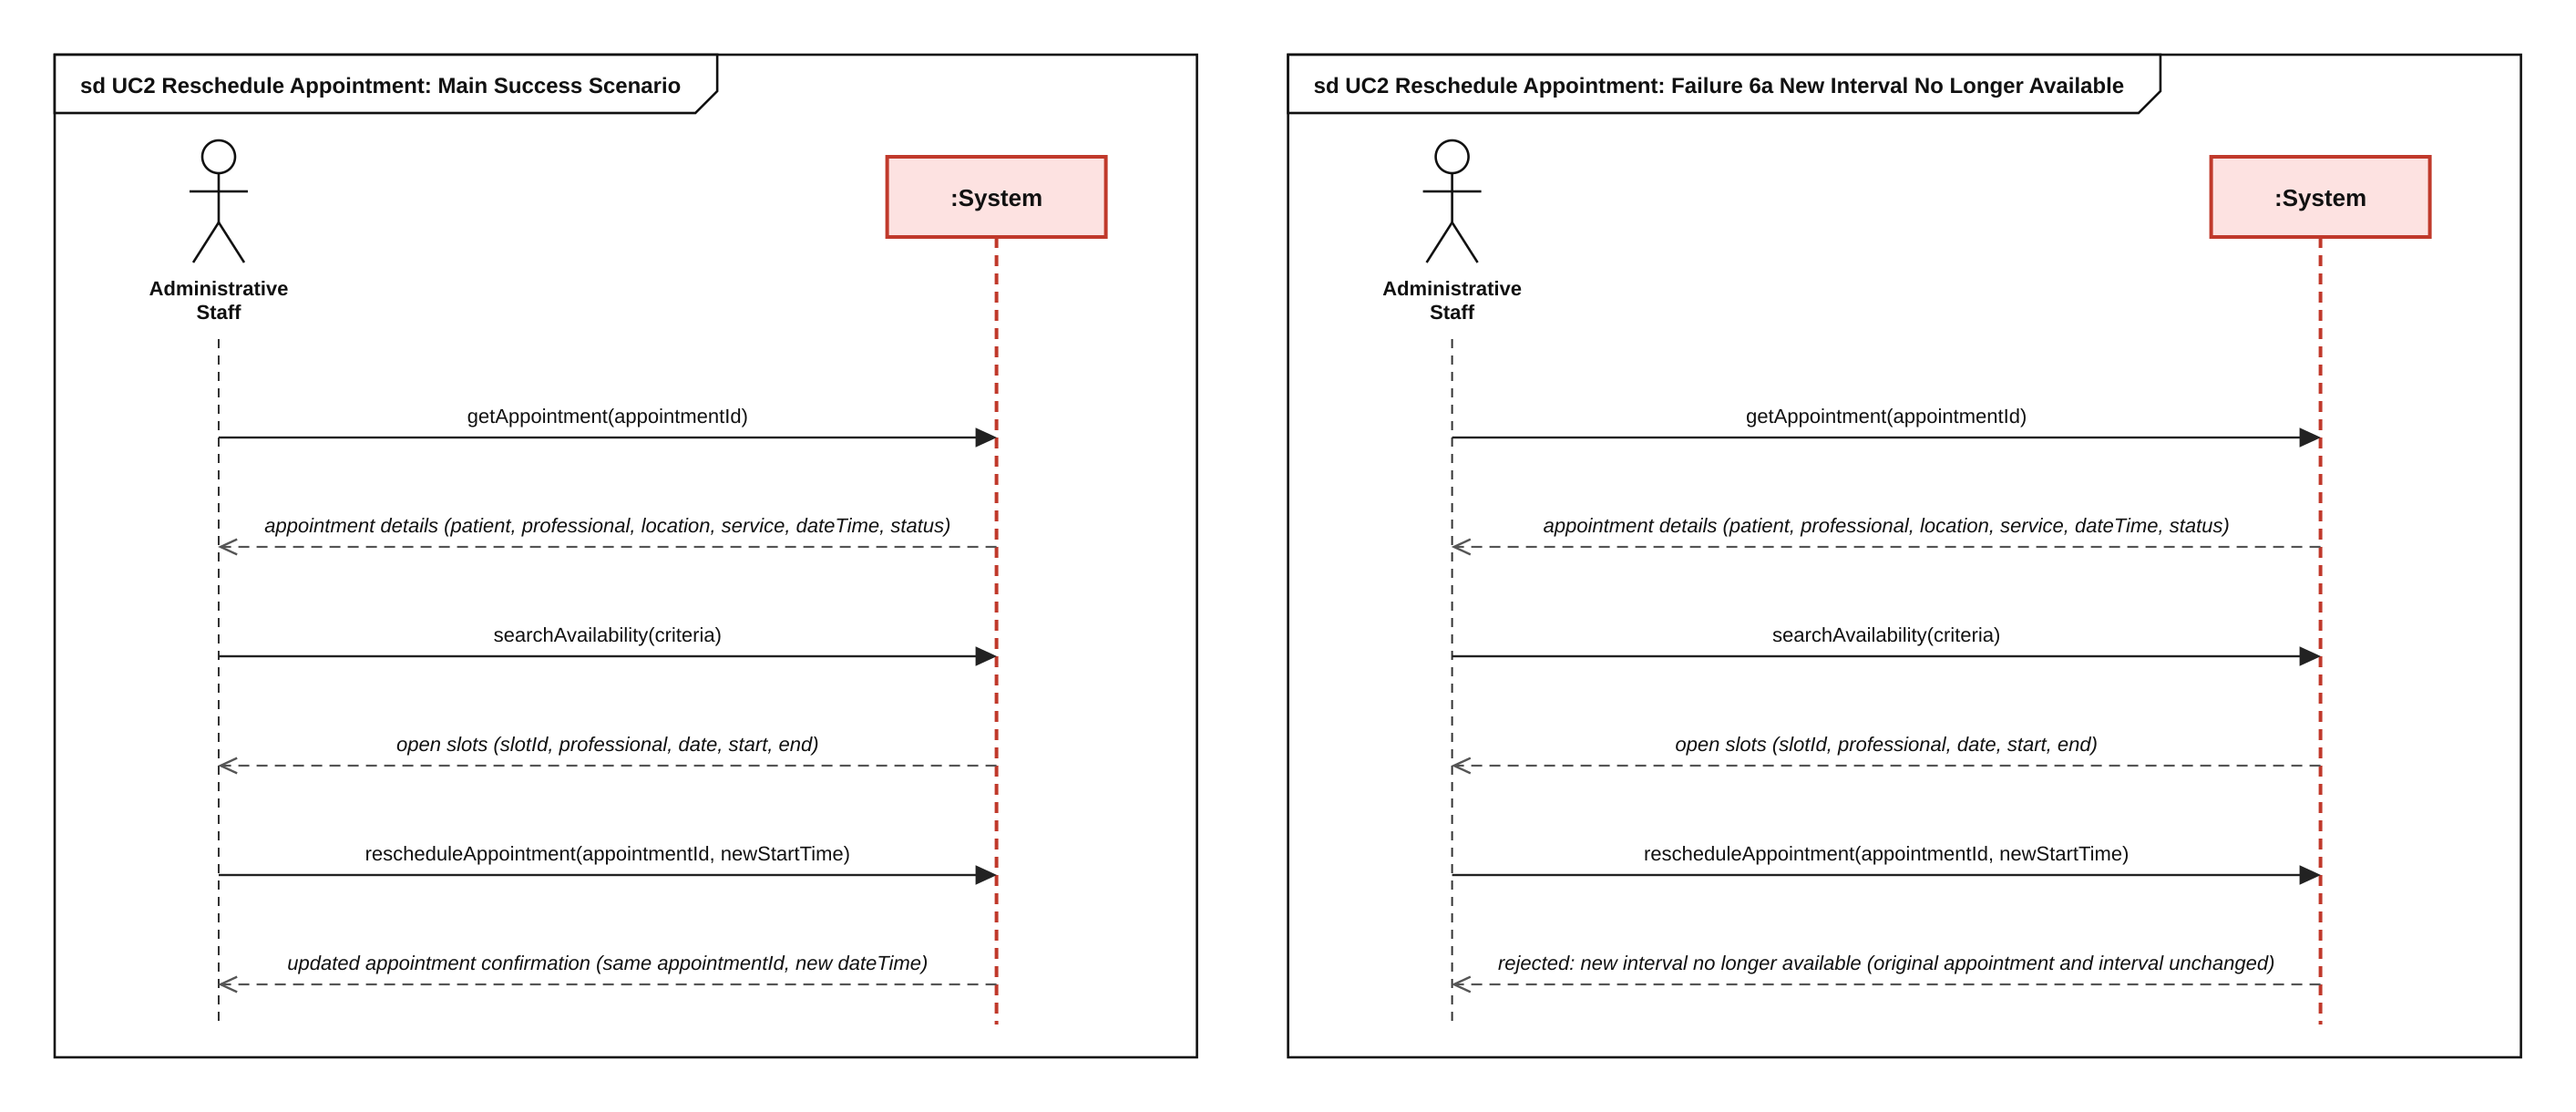 sd UC2 Reschedule Appointment: Main Success Scenario
:System
Administrative
Staff
getAppointment(appointmentId)
appointment details (patient, professional, location, service, dateTime, status)
searchAvailability(criteria)
open slots (slotId, professional, date, start, end)
rescheduleAppointment(appointmentId, newStartTime)
updated appointment confirmation (same appointmentId, new dateTime)
sd UC2 Reschedule Appointment: Failure 6a New Interval No Longer Available
:System
Administrative
Staff
getAppointment(appointmentId)
appointment details (patient, professional, location, service, dateTime, status)
searchAvailability(criteria)
open slots (slotId, professional, date, start, end)
rescheduleAppointment(appointmentId, newStartTime)
rejected: new interval no longer available (original appointment and interval unchanged)